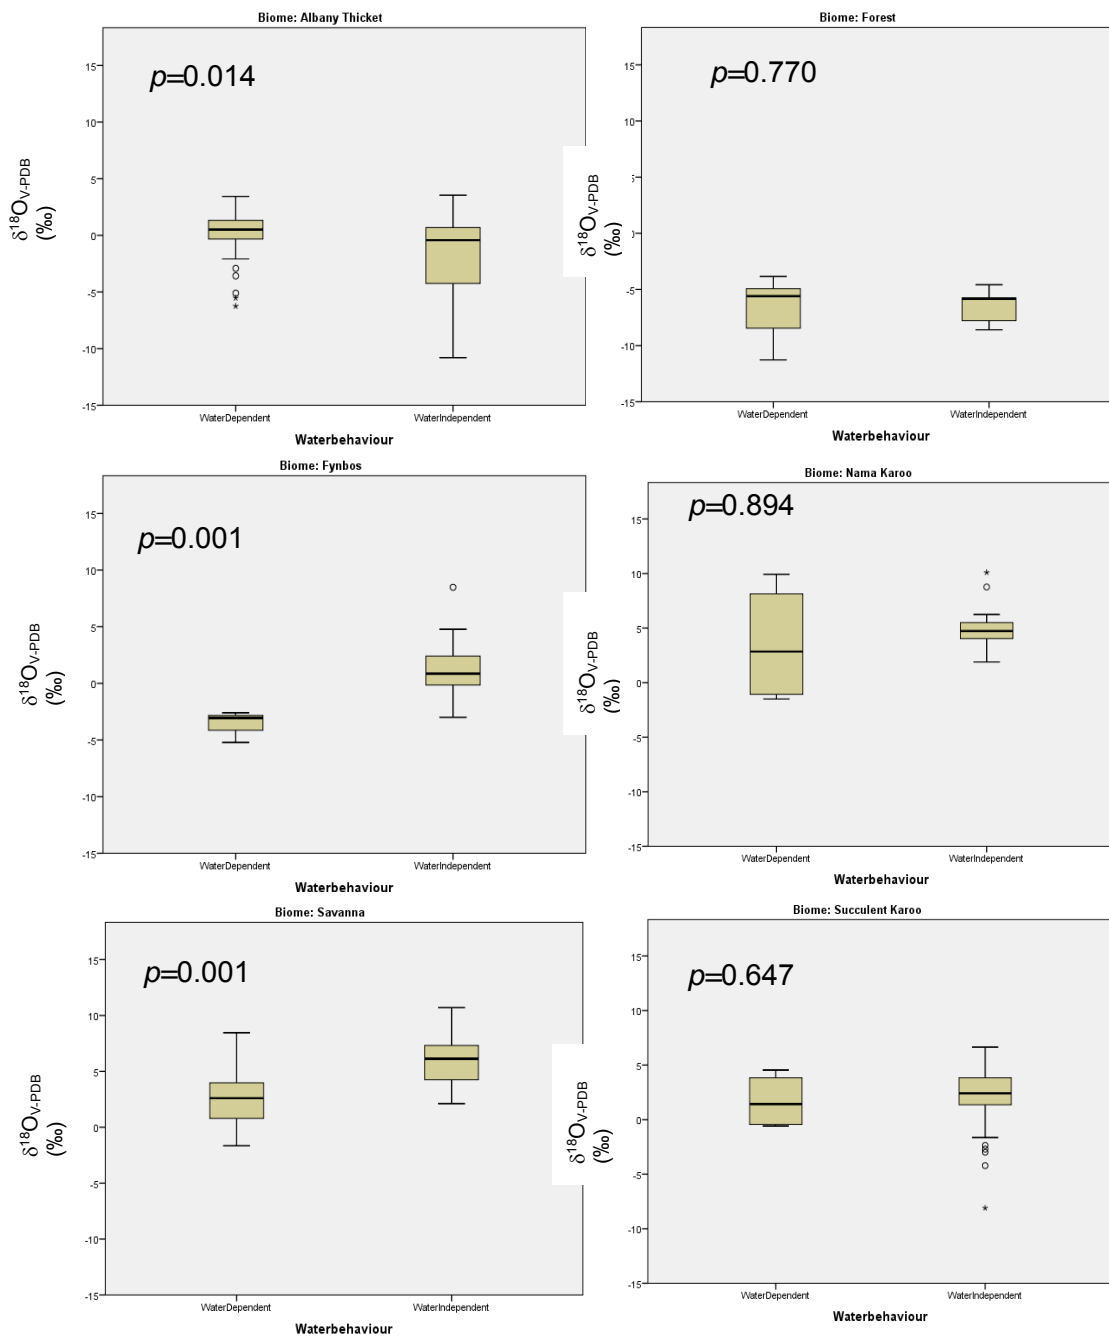 Biome: Albany Thicket
p=0.014
15
10
5
0
-5
-10
-15
δ18OV-PDB
(‰)
WaterDependent
WaterIndependent
Waterbehaviour
Biome: Forest
p=0.770
15
10
5
0
-5
-10
-15
δ18OV-PDB
(‰)
WaterDependent
WaterIndependent
Waterbehaviour
Biome: Fynbos
p=0.001
15
10
5
0
-5
-10
-15
δ18OV-PDB
(‰)
WaterDependent
WaterIndependent
Waterbehaviour
Biome: Nama Karoo
p=0.894
15
10
5
0
-5
-10
-15
δ18OV-PDB
(‰)
WaterDependent
WaterIndependent
Waterbehaviour
Biome: Savanna
p=0.001
15
10
5
0
-5
-10
-15
δ18OV-PDB
(‰)
WaterDependent
WaterIndependent
Waterbehaviour
Biome: Succulent Karoo
p=0.647
15
10
5
0
-5
-10
-15
δ18OV-PDB
(‰)
WaterDependent
WaterIndependent
Waterbehaviour